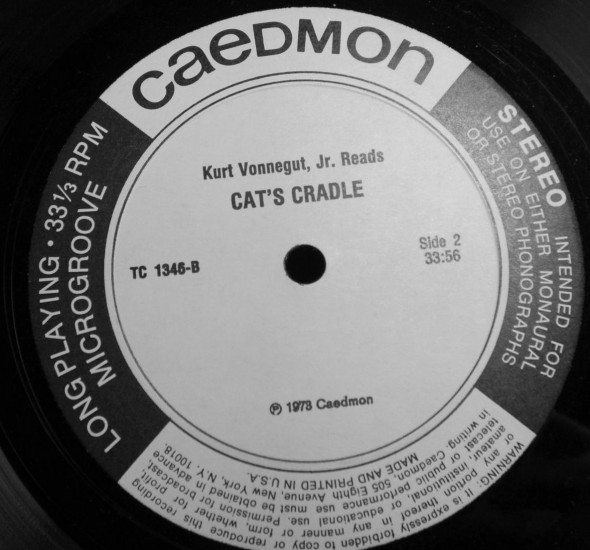 caedmon
LONG PLAYING • 33⅓ RPM
MICROGROOVE
STEREO INTENDED FOR
USE ON EITHER MONAURAL
OR STEREO PHONOGRAPHS
Kurt Vonnegut, Jr. Reads
CAT'S CRADLE
TC 1346-B
Side 2
33:56
℗ 1973 Caedmon
WARNING: It is expressly forbidden to copy or reproduce this recording
or any portion thereof in any manner whether for profit,
amateur, institutional, or educational use. Permission for broadcast,
telecast or public performance use must be obtained in advance
in writing. Caedmon, 505 Eighth Avenue, New York, N.Y. 10018.
MADE AND PRINTED IN U.S.A.